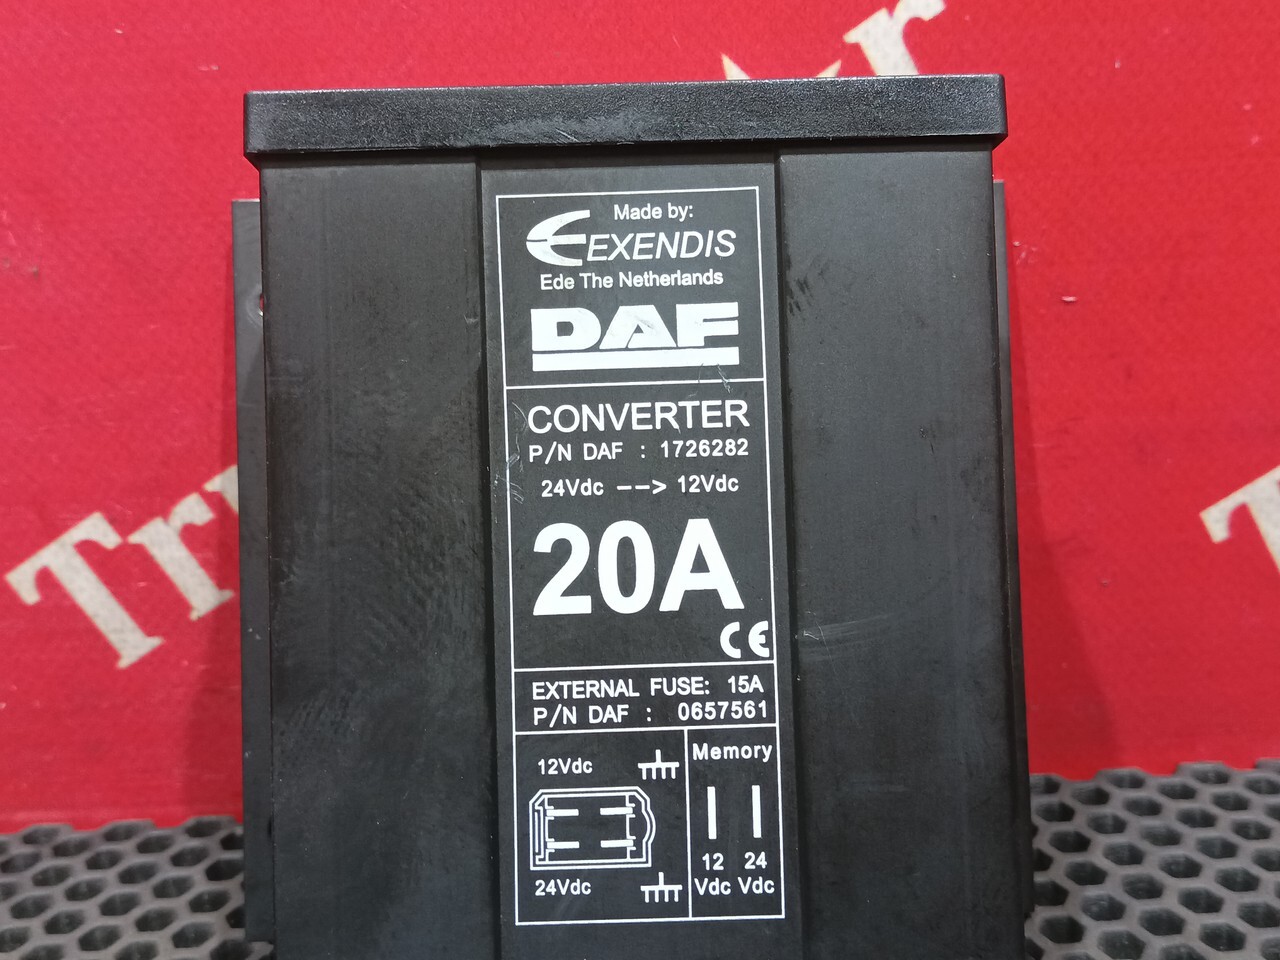 Made by:
EXENDIS
Ede The Netherlands
DAF
CONVERTER
P/N DAF : 1726282
24Vdc --> 12Vdc
20A
CE
EXTERNAL FUSE: 15A
P/N DAF : 0657561
12Vdc
24Vdc
Memory
12 24
Vdc Vdc